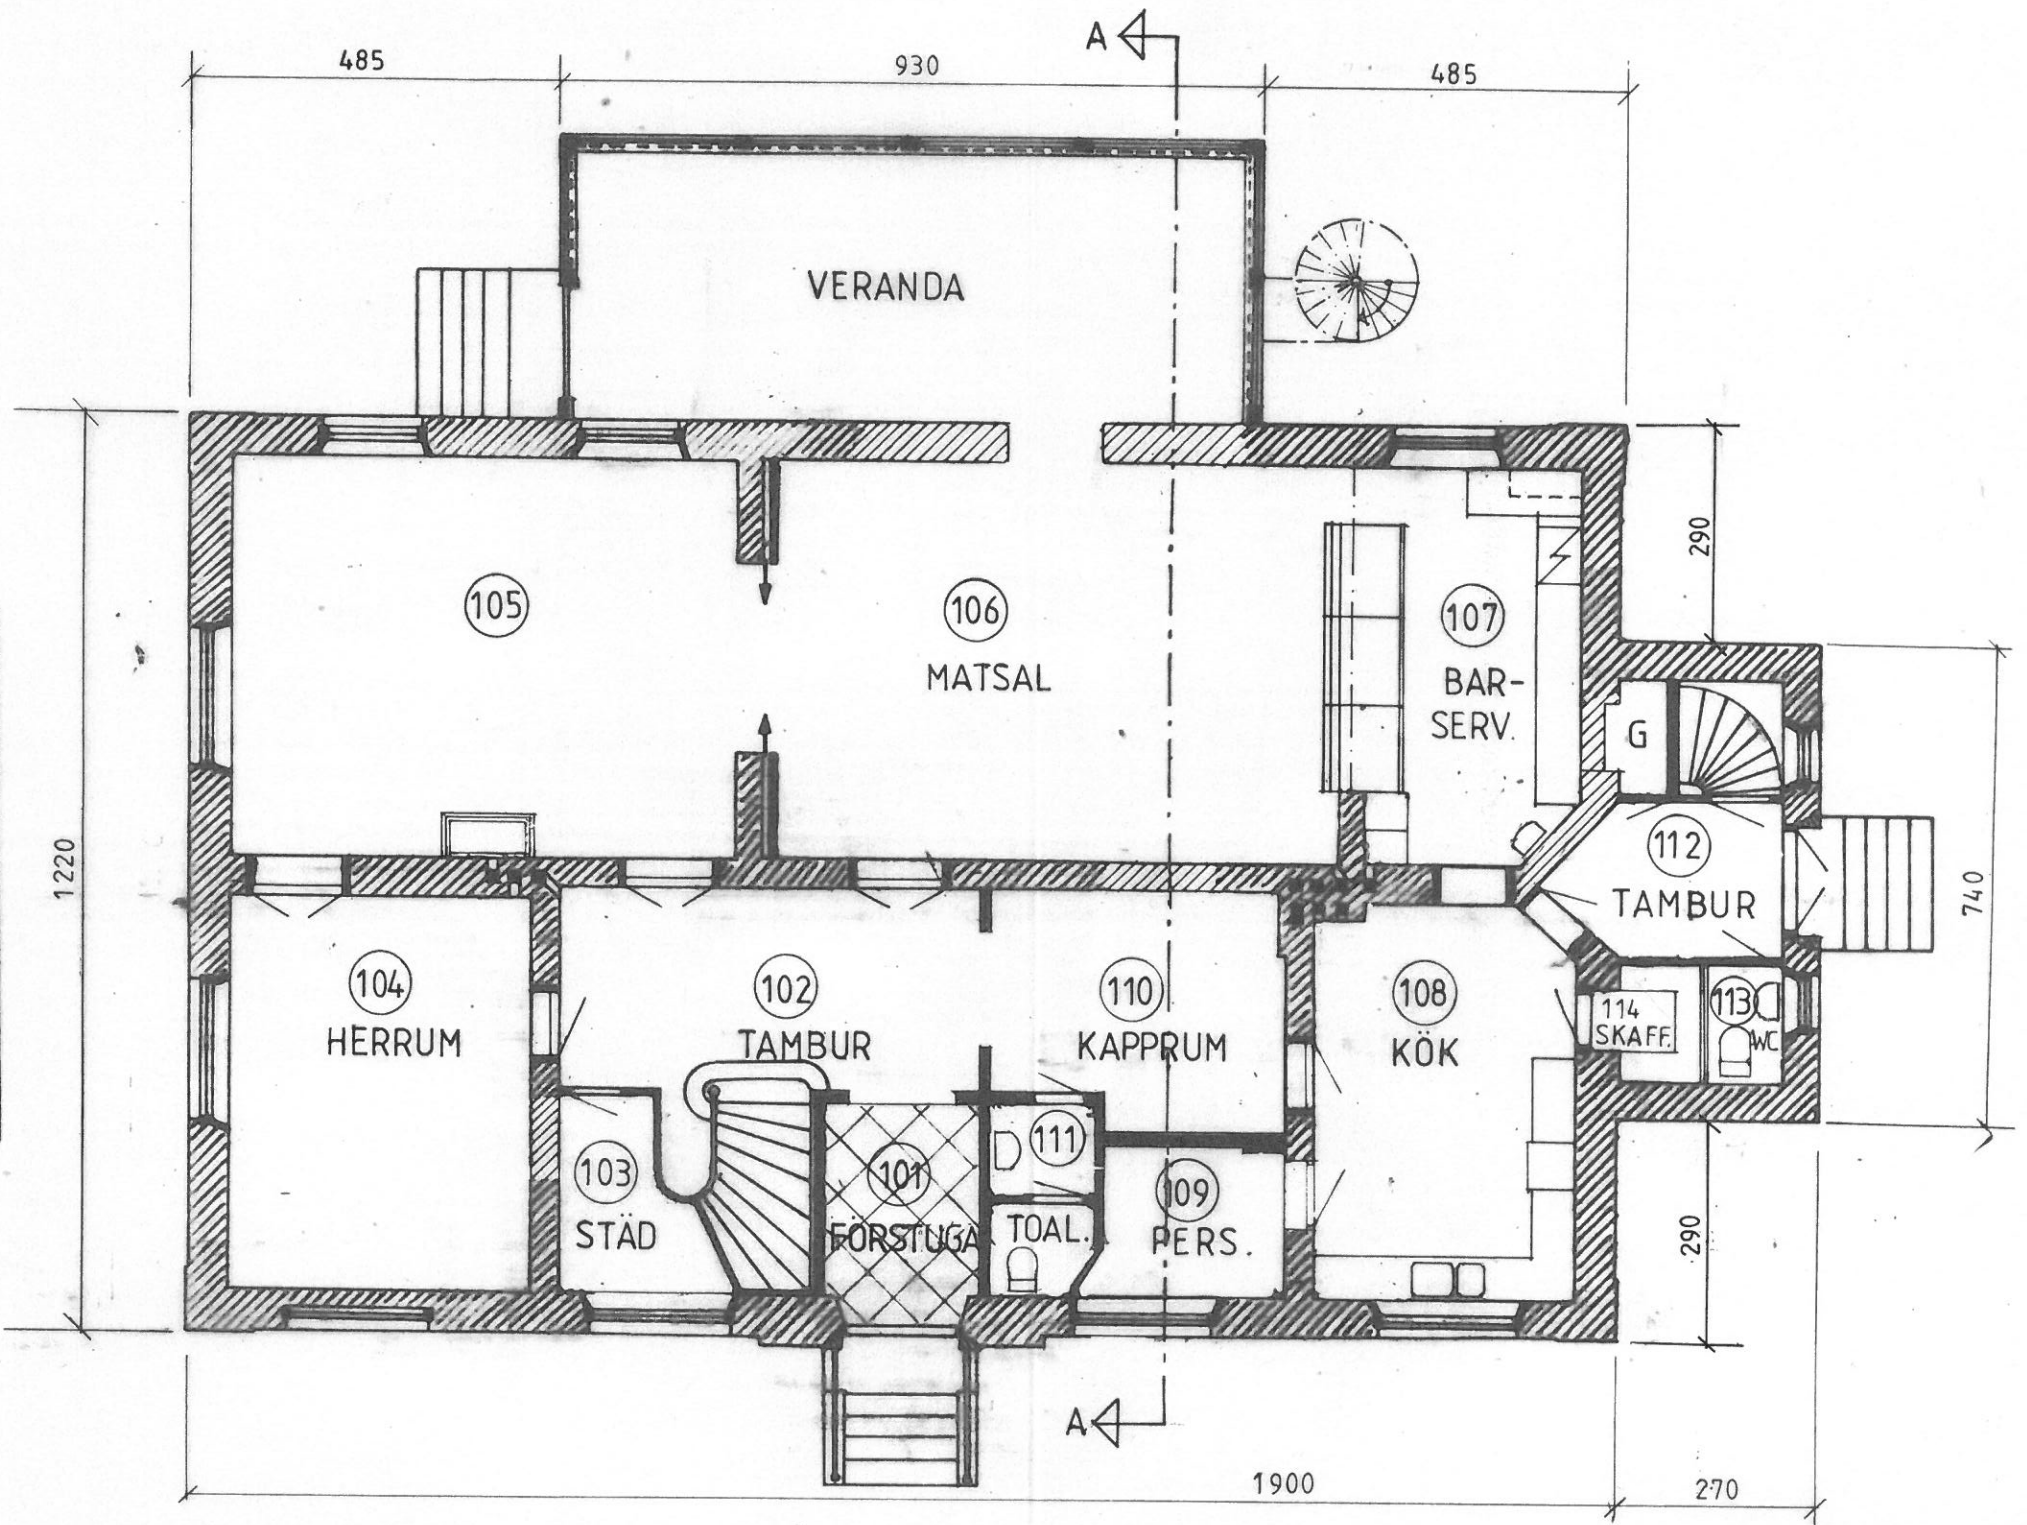 A
485
930
485
VERANDA
290
105
106
MATSAL
107
BAR-
SERV.
G
112
TAMBUR
1220
740
104
HERRUM
102
TAMBUR
110
KAPPRUM
108
KÖK
114
SKAFF.
113
WC
103
STÄD
101
FÖRSTUGA
111
TOAL.
109
PERS.
290
A
1900
270